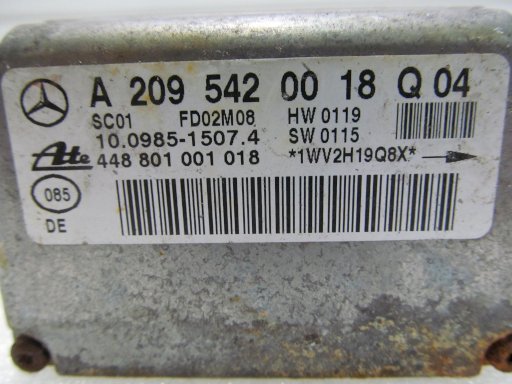 A 209 542 00 18 Q 04
SC01 FD02M08 HW 0119
10.0985-1507.4 SW 0115
Ate 448 801 001 018 *1WV2H19Q8X*
085
DE